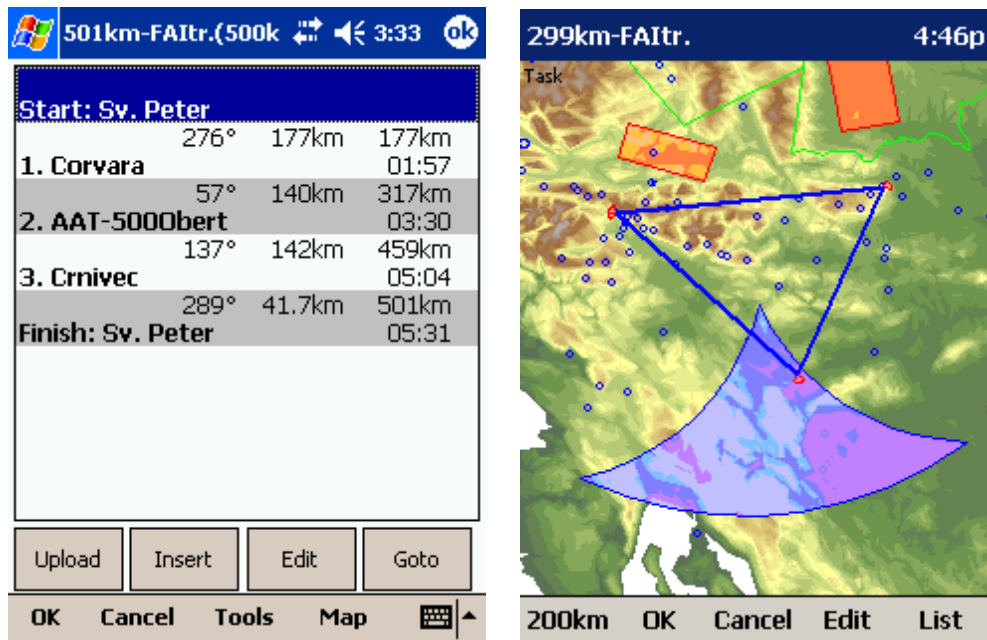 501km-FAItr.(500k 3:33 ok
Start: Sv. Peter
276° 177km 177km
1. Corvara 01:57
57° 140km 317km
2. AAT-500Obert 03:30
137° 142km 459km
3. Crnivec 05:04
289° 41.7km 501km
Finish: Sv. Peter 05:31
Upload Insert Edit Goto
OK Cancel Tools Map
299km-FAItr. 4:46p
Task
200km OK Cancel Edit List